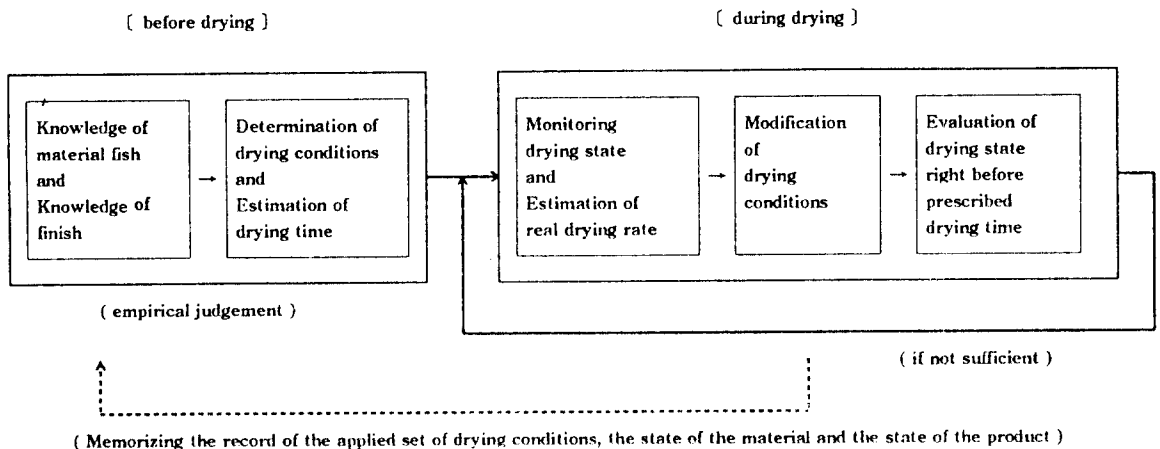 [ before drying ]
[ during drying ]
Knowledge of
material fish
and
Knowledge of
finish
→
Determination of
drying conditions
and
Estimation of
drying time
Monitoring
drying state
and
Estimation of
real drying rate
→
Modification
of
drying
conditions
→
Evaluation of
drying state
right before
prescribed
drying time
( empirical judgement )
( if not sufficient )
( Memorizing the record of the applied set of drying conditions, the state of the material and the state of the product )